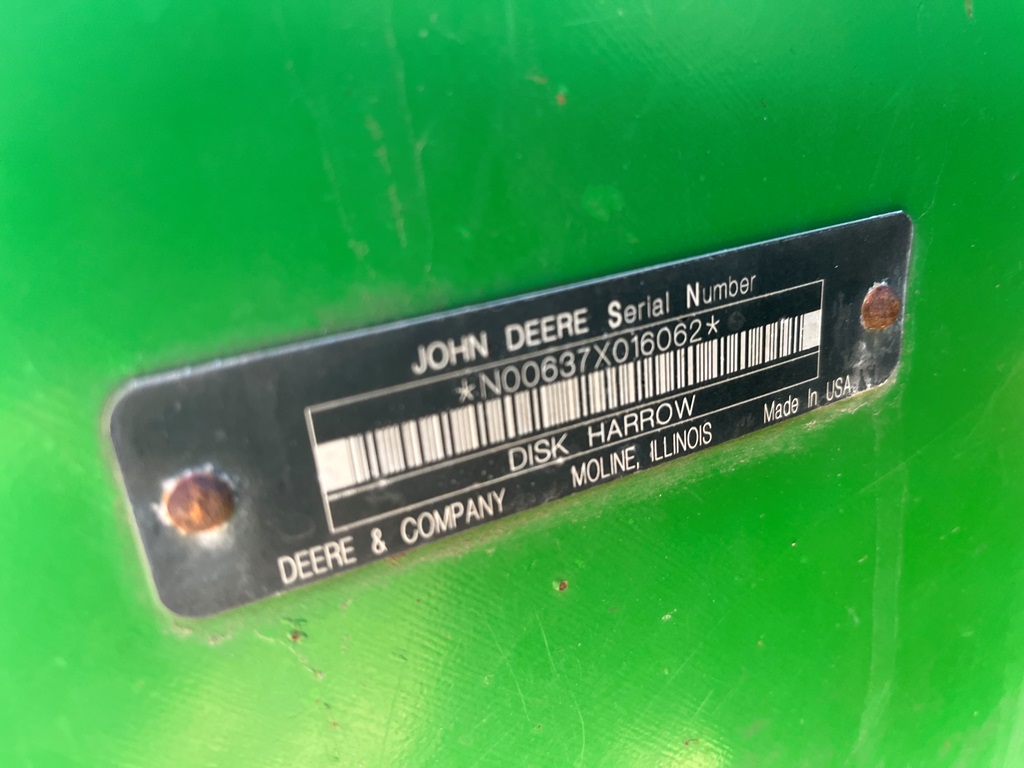 JOHN DEERE Serial Number
*N00637X016062*
DISK HARROW
DEERE & COMPANY MOLINE, ILLINOIS Made In USA